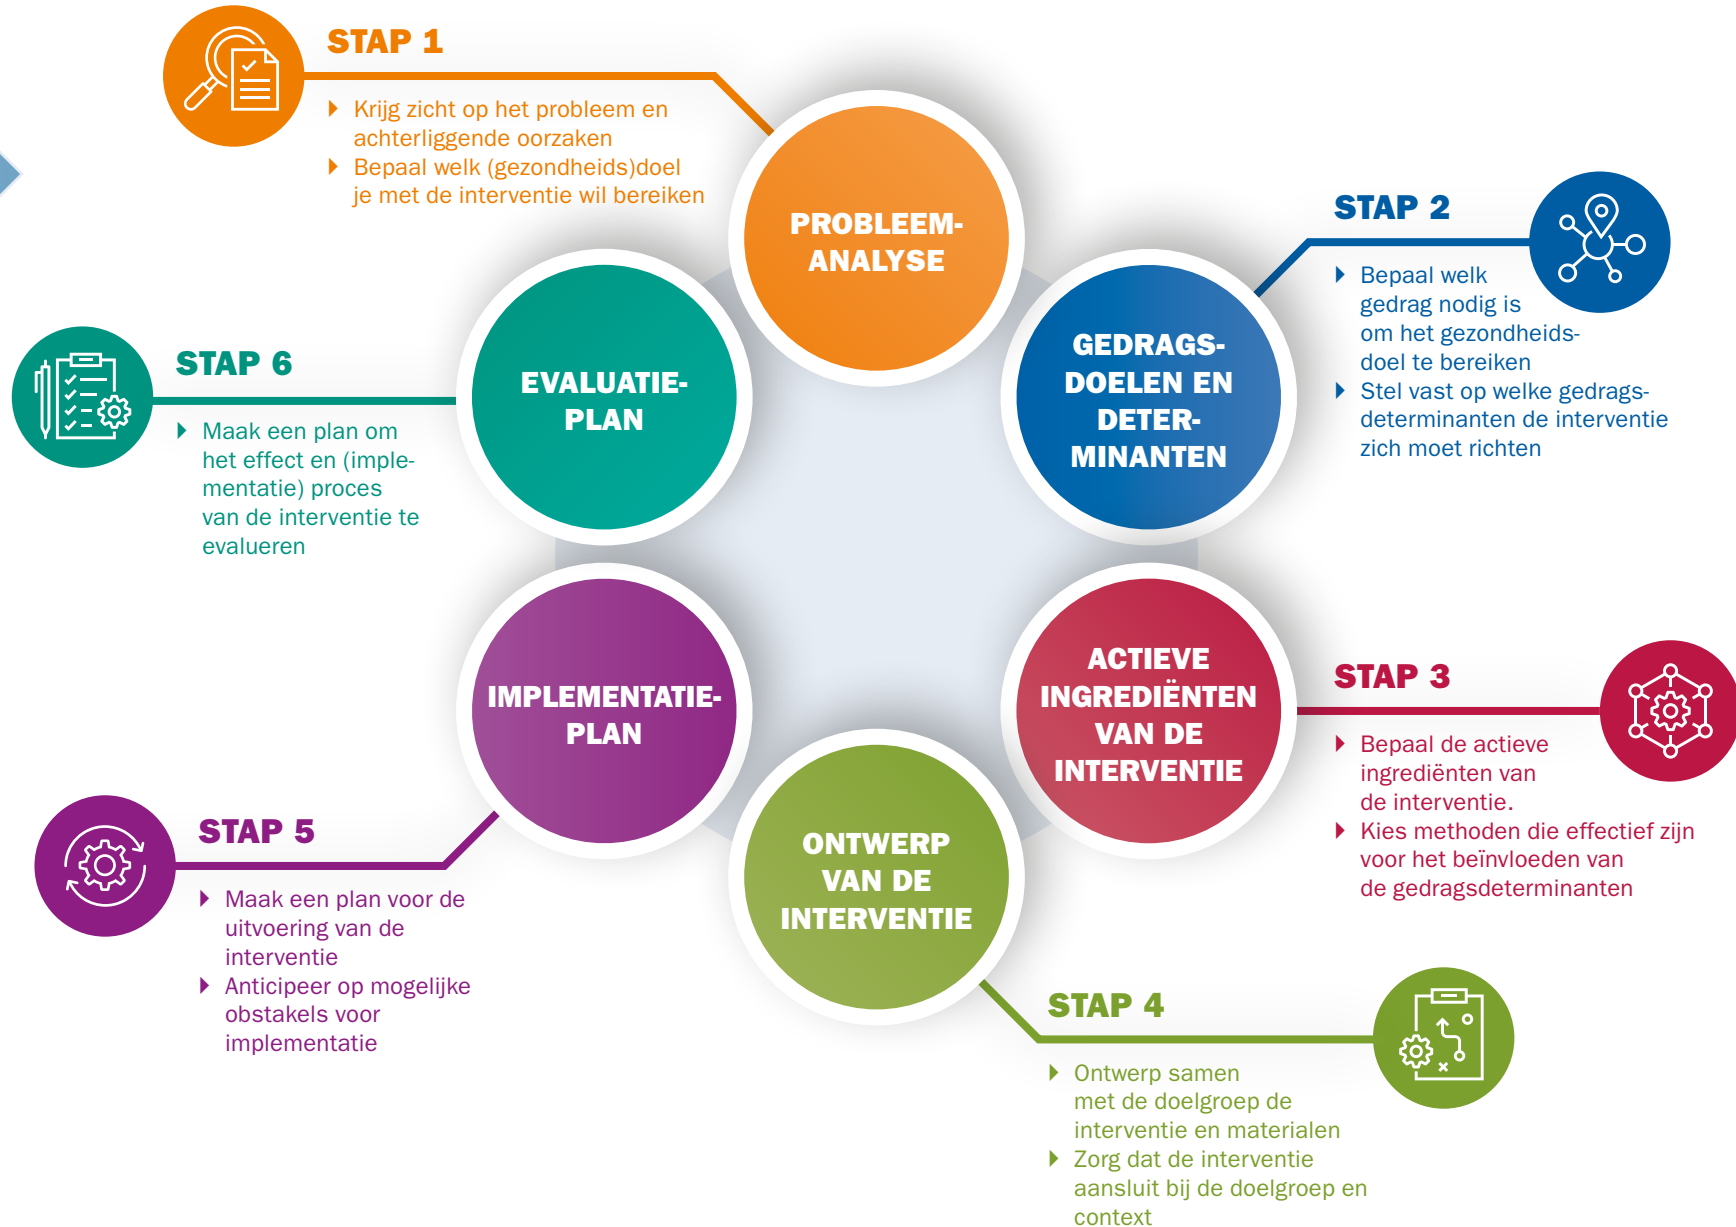 STAP 1
Krijg zicht op het probleem en
achterliggende oorzaken
Bepaal welk (gezondheids)doel
je met de interventie wil bereiken
PROBLEEM-
ANALYSE
STAP 2
Bepaal welk
gedrag nodig is
om het gezondheids-
doel te bereiken
Stel vast op welke gedrags-
determinanten de interventie
zich moet richten
GEDRAGS-
DOELEN EN
DETER-
MINANTEN
STAP 3
Bepaal de actieve
ingrediënten van
de interventie.
Kies methoden die effectief zijn
voor het beïnvloeden van
de gedragsdeterminanten
ACTIEVE
INGREDIËNTEN
VAN DE
INTERVENTIE
STAP 4
Ontwerp samen
met de doelgroep de
interventie en materialen
Zorg dat de interventie
aansluit bij de doelgroep en
context
ONTWERP
VAN DE
INTERVENTIE
STAP 5
Maak een plan voor de
uitvoering van de
interventie
Anticipeer op mogelijke
obstakels voor
implementatie
IMPLEMENTATIE-
PLAN
STAP 6
Maak een plan om
het effect en (imple-
mentatie) proces
van de interventie te
evalueren
EVALUATIE-
PLAN